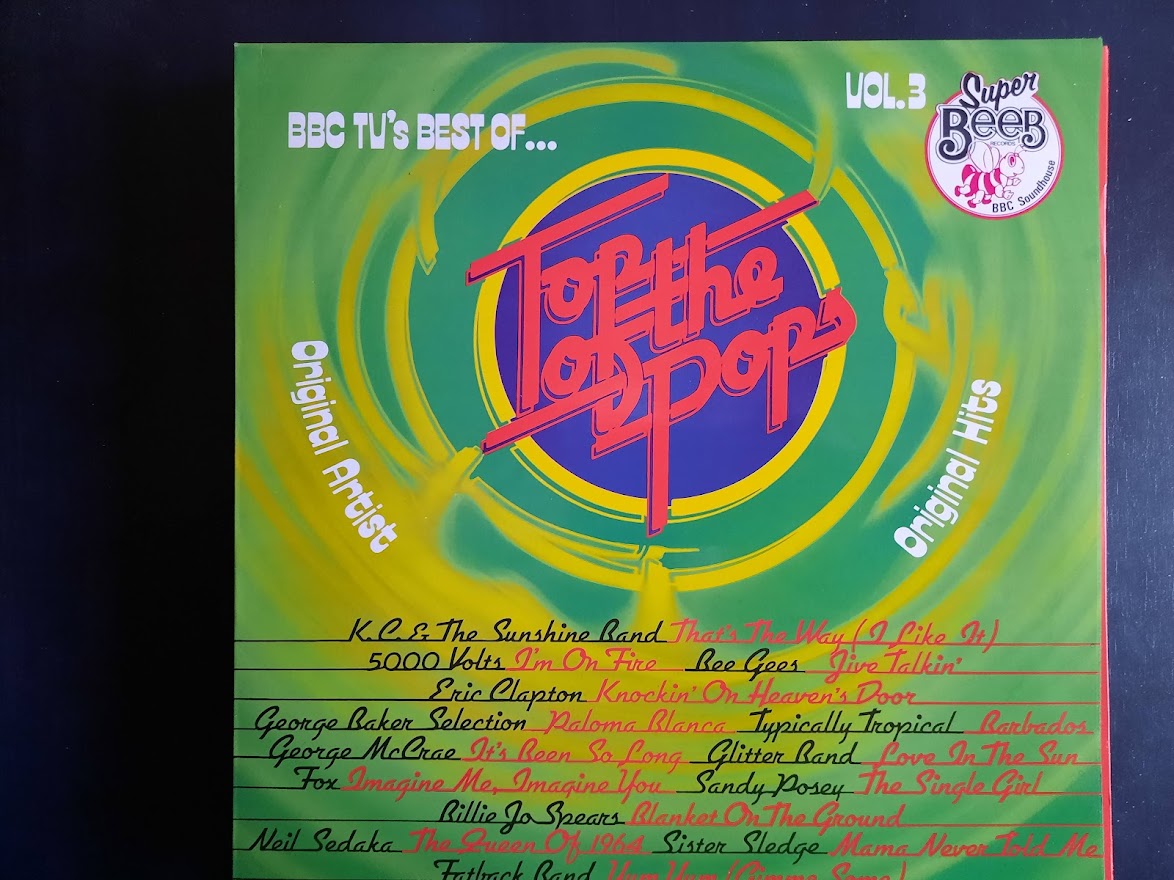 BBC TV's BEST OF...
VOL.3
Super
BeeB
RECORDS
BBC Soundhouse
Top
of the
Pops
Original Artist
Original Hits
K.C. & The Sunshine Band That's The Way (I Like It)
5000 Volts I'm On Fire Bee Gees Jive Talkin'
Eric Clapton Knockin' On Heaven's Door
George Baker Selection Paloma Blanca Typically Tropical Barbados
George McCrae It's Been So Long Glitter Band Love In The Sun
Fox Imagine Me, Imagine You Sandy Posey The Single Girl
Billie Jo Spears Blanket On The Ground
Neil Sedaka The Queen Of 1964 Sister Sledge Mama Never Told Me
Fatback Band Yum Yum (Gimme Some)